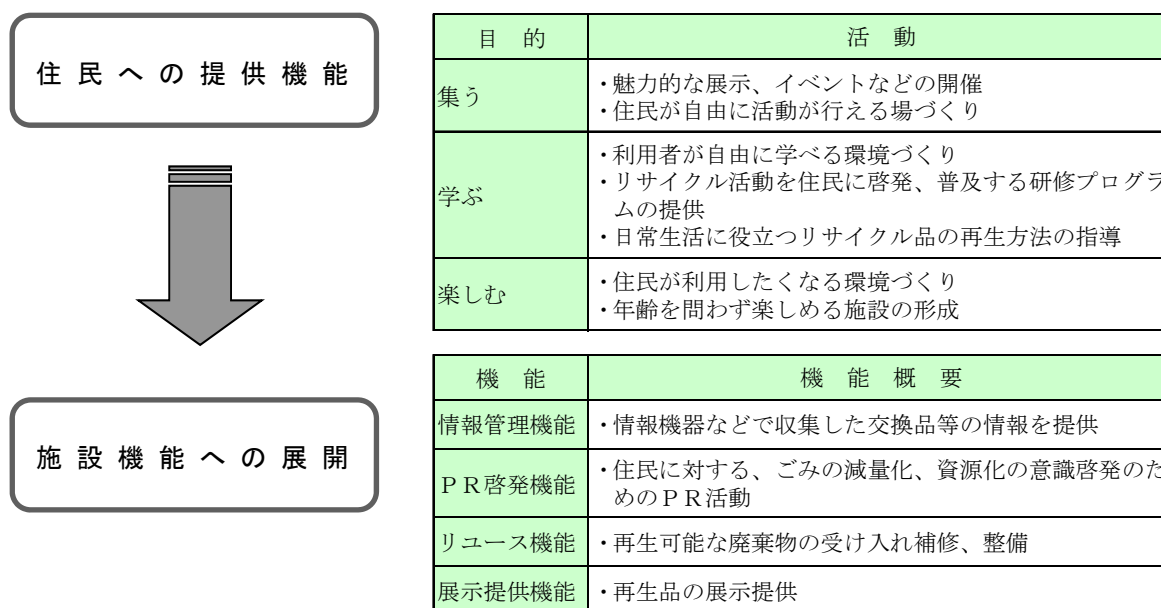 住民への提供機能
目的 活動
集う
・魅力的な展示、イベントなどの開催
・住民が自由に活動が行える場づくり
学ぶ
・利用者が自由に学べる環境づくり
・リサイクル活動を住民に啓発、普及する研修プログラ
ムの提供
・日常生活に役立つリサイクル品の再生方法の指導
楽しむ
・住民が利用したくなる環境づくり
・年齢を問わず楽しめる施設の形成
施設機能への展開
機能 機能概要
情報管理機能 ・情報機器などで収集した交換品等の情報を提供
ＰＲ啓発機能
・住民に対する、ごみの減量化、資源化の意識啓発のた
めのＰＲ活動
リユース機能 ・再生可能な廃棄物の受け入れ補修、整備
展示提供機能 ・再生品の展示提供